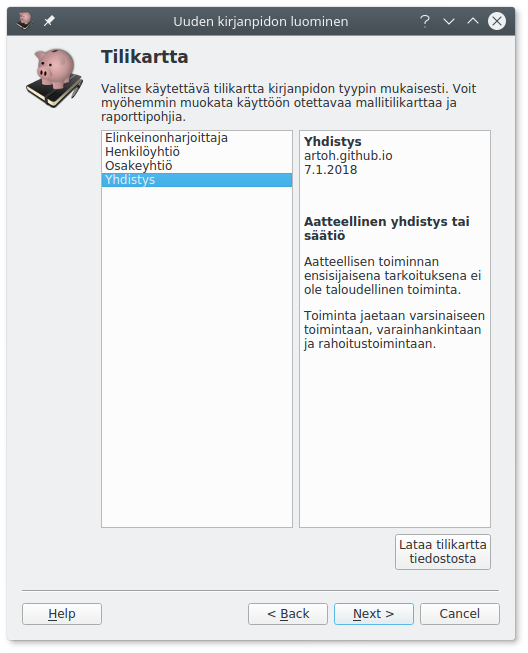 Uuden kirjanpidon luominen
Tilikartta
Valitse käytettävä tilikartta kirjanpidon tyypin mukaisesti. Voit
myöhemmin muokata käyttöön otettavaa mallitilikarttaa ja
raporttipohjia.
Elinkeinonharjoittaja
Henkilöyhtiö
Osakeyhtiö
Yhdistys
Yhdistys
artoh.github.io
7.1.2018
Aatteellinen yhdistys tai
säätiö
Aatteellisen toiminnan
ensisijaisena tarkoituksena ei
ole taloudellinen toiminta.
Toiminta jaetaan varsinaiseen
toimintaan, varainhankintaan
ja rahoitustoimintaan.
Lataa tilikartta
tiedostosta
Help
< Back
Next >
Cancel